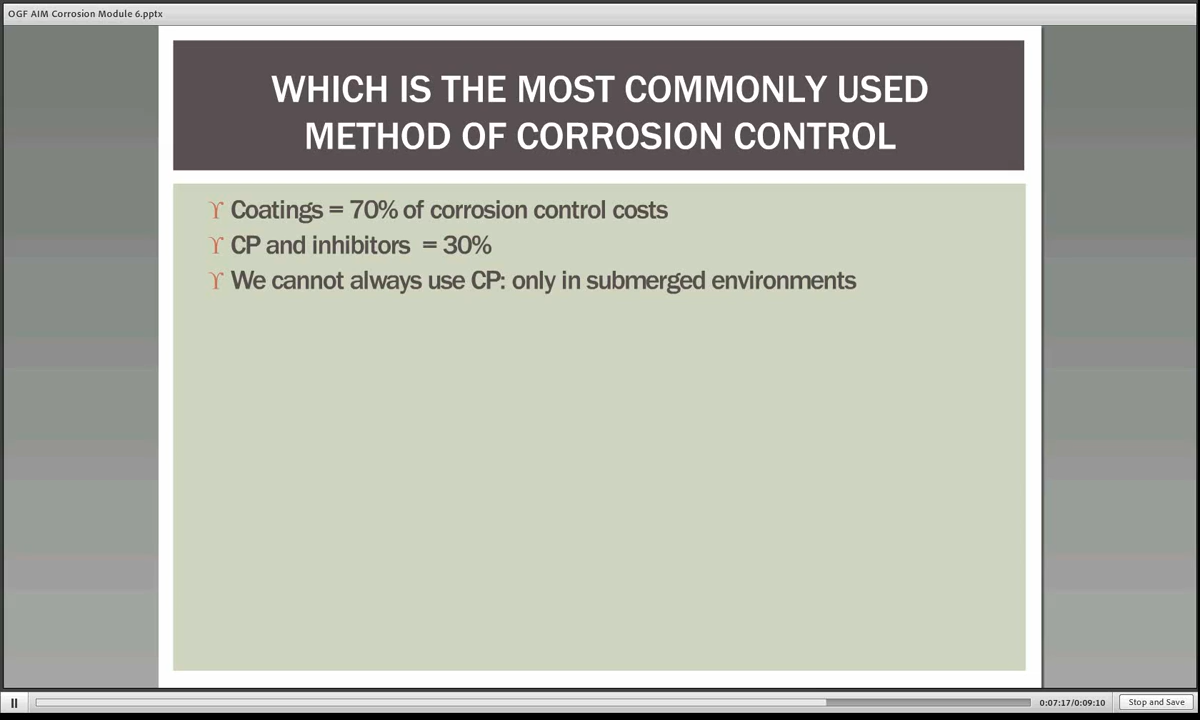 OGF AIM Corrosion Module 6.pptx
WHICH IS THE MOST COMMONLY USED
METHOD OF CORROSION CONTROL
ϒ Coatings = 70% of corrosion control costs
ϒ CP and inhibitors = 30%
ϒ We cannot always use CP: only in submerged environments
0:07:17/0:09:10
Stop and Save